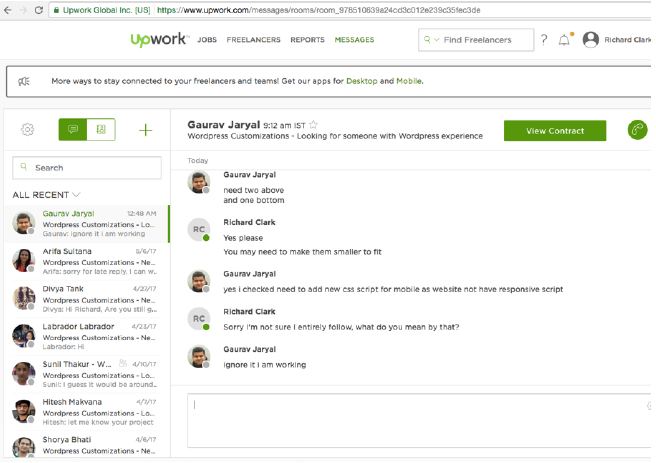 Upwork Global Inc. [US] https://www.upwork.com/messages/rooms/room_976510639a24cd3c012e239c35fec3de
upwork JOBS FREELANCERS REPORTS MESSAGES Find Freelancers ? Richard Clark
More ways to stay connected to your freelancers and teams! Get our apps for Desktop and Mobile.
Gaurav Jaryal 9:12 am IST
Wordpress Customizations - Looking for someone with Wordpress experience
View Contract
Search
ALL RECENT
Gaurav Jaryal 12:48 AM
Wordpress Customizations - Lo...
Gaurav: ignore it i am working
Arifa Sultana 5/6/17
Wordpress Customizations - Ne...
Arifa: sorry for late reply. I can w...
Divya Tank 4/27/17
Wordpress Customizations - Ne...
Divya: Hi Richard, Are you still g...
Labrador Labrador 4/23/17
Wordpress Customizations - Ne...
Labrador: Hi
Sunil Thakur - W... 4/10/17
Wordpress Customizations - Lo...
Sunil: I guess it would be around...
Hitesh Makvana 4/7/17
Wordpress Customizations - Lo...
Hitesh: let me know your project
Shorya Bhati 4/6/17
Wordpress Customizations - Ne...
Today
Gaurav Jaryal
need two above
and one bottom
RC
Richard Clark
Yes please
You may need to make them smaller to fit
Gaurav Jaryal
yes i checked need to add new css script for mobile as website not have responsive script
RC
Richard Clark
Sorry I'm not sure I entirely follow, what do you mean by that?
Gaurav Jaryal
ignore it i am working